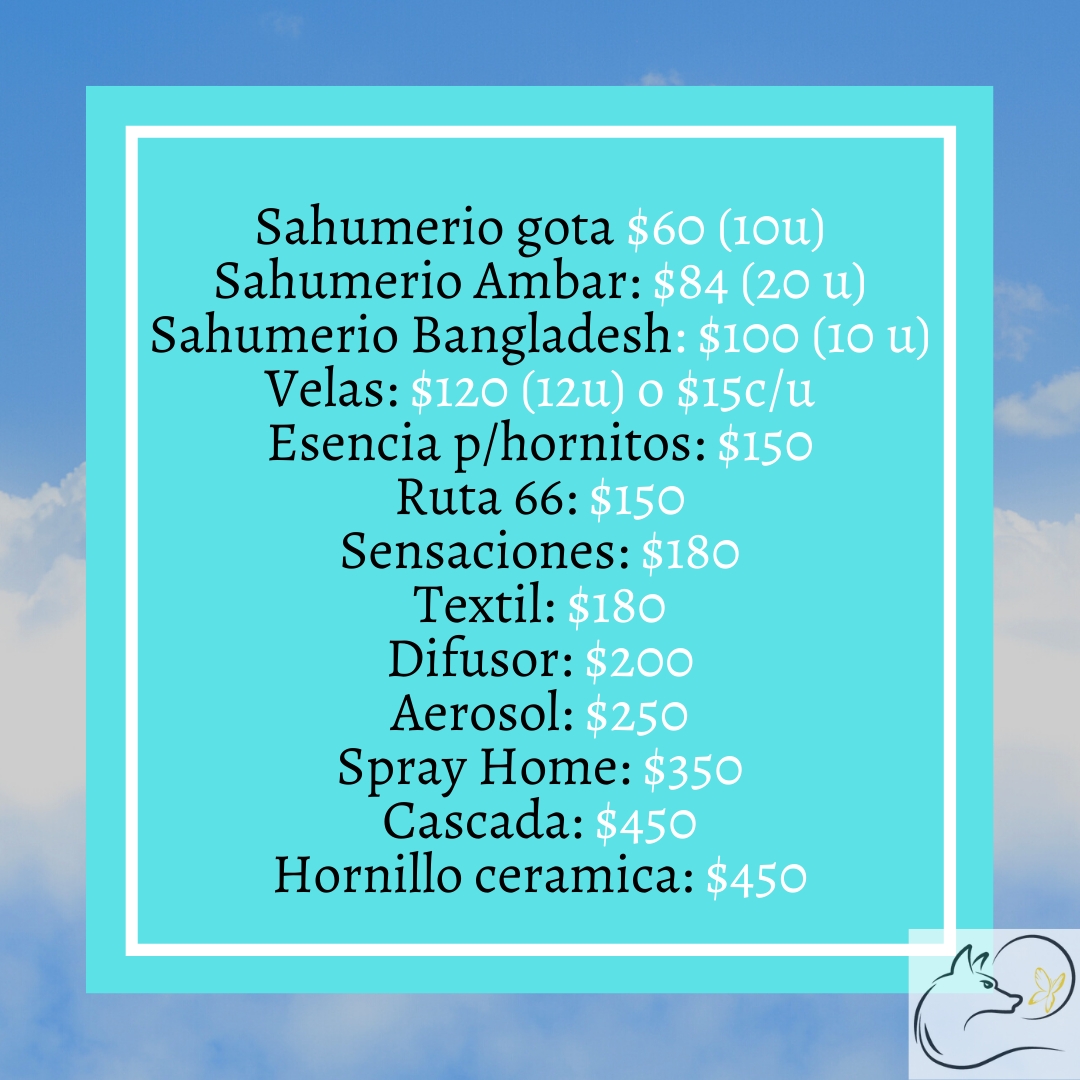 Sahumerio gota $60 (10u)
Sahumerio Ambar: $84 (20 u)
Sahumerio Bangladesh: $100 (10 u)
Velas: $120 (12u) o $15c/u
Esencia p/hornitos: $150
Ruta 66: $150
Sensaciones: $180
Textil: $180
Difusor: $200
Aerosol: $250
Spray Home: $350
Cascada: $450
Hornillo ceramica: $450